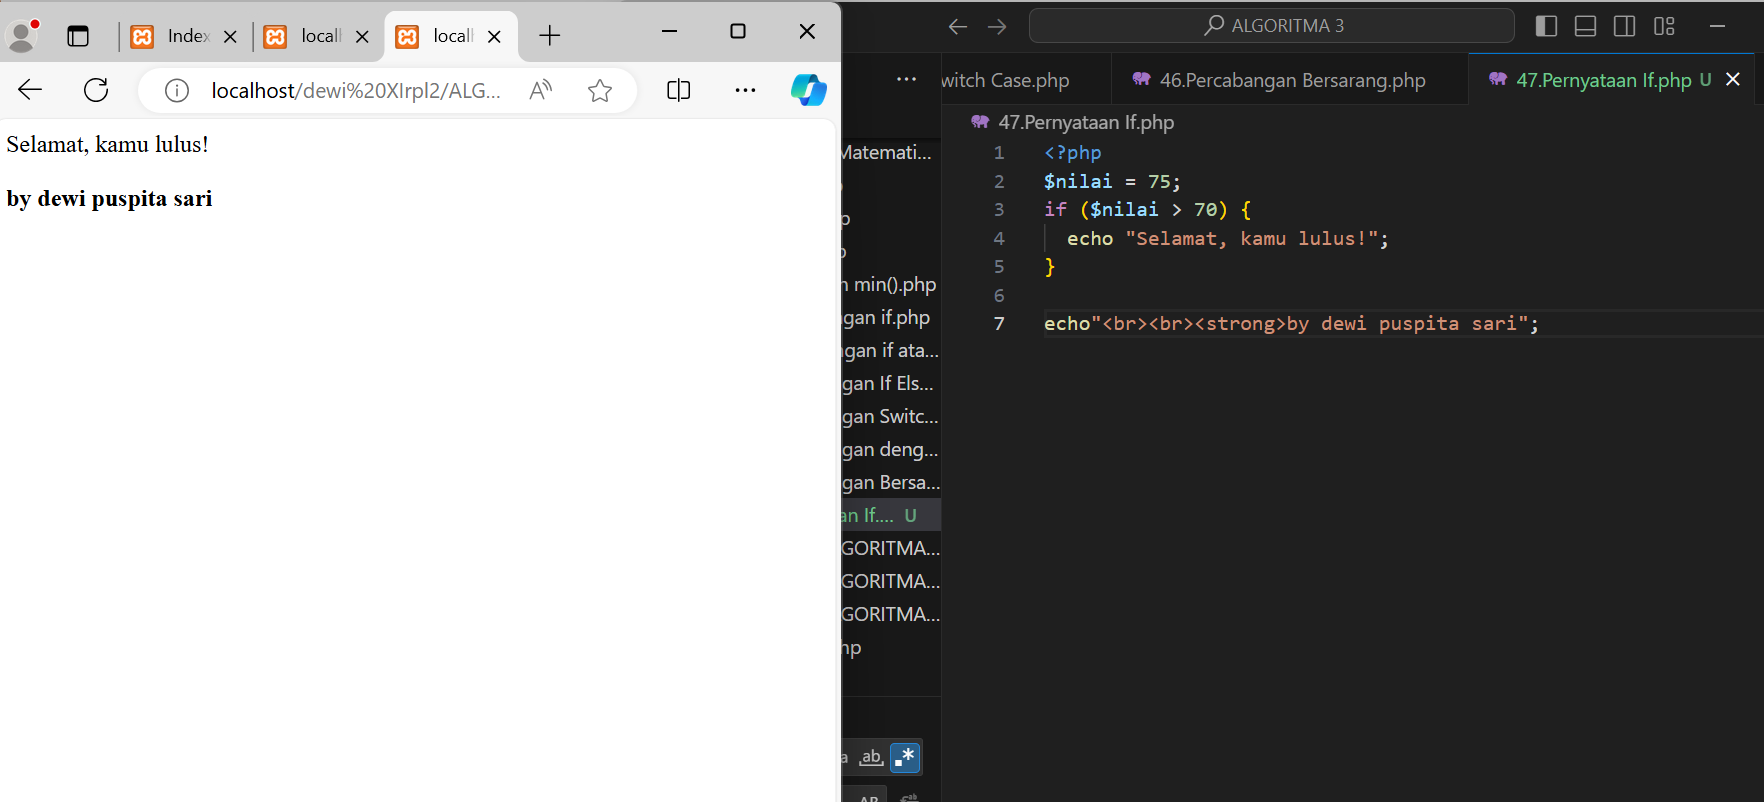 Index
locall
locall
localhost/dewi%20XIrpl2/ALG...
Selamat, kamu lulus!
by dewi puspita sari
ALGORITMA 3
witch Case.php
46.Percabangan Bersarang.php
47.Pernyataan If.php U
47.Pernyataan If.php
Matemati...
p
n min().php
ngan if.php
ngan if ata...
gan If Els...
gan Switc...
gan deng...
gan Bersa...
an If.... U
GORITMA...
GORITMA...
GORITMA...
hp
1 <?php
2 $nilai = 75;
3 if ($nilai > 70) {
4 echo "Selamat, kamu lulus!";
5 }
6
7 echo"<br><br><strong>by dewi puspita sari";
a ab .*
AB